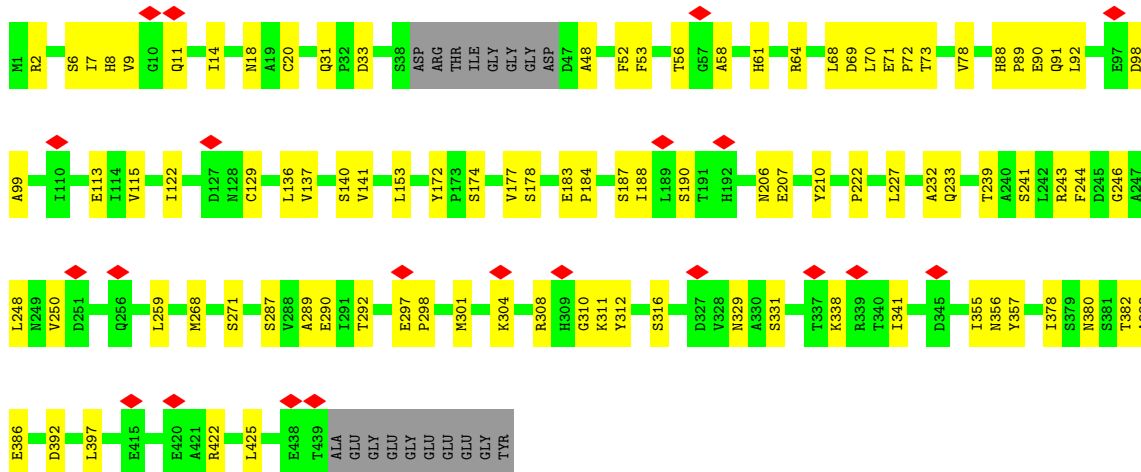 M1 R2 S6 I7 H8 V9 G10 Q11 I14 N18 A19 C20 Q31 P32 D33 S38 ASP ARG THR ILE GLY GLY GLY ASP D47 A48 F52 F53 T56 G57 A58 H61 R64 L68 D69 L70 E71 P72 T73 V78 H88 P89 E90 Q91 L92 E97 D98
A99 I110 E113 I114 V115 I122 D127 N128 C129 L136 V137 S140 V141 L153 Y172 P173 S174 V177 S178 E183 P184 S187 I188 L189 S190 T191 H192 N206 E207 Y210 P222 L227 A232 Q233 T239 A240 S241 L242 R243 F244 D245 G246 A247
L248 N249 V250 D251 Q256 L259 M268 S271 S287 V288 A289 E290 I291 T292 E297 P298 M301 K304 R308 H309 G310 K311 Y312 S316 D327 V328 N329 A330 S331 T337 K338 R339 T340 I341 D345 I355 N356 Y357 I378 S379 N380 S381 T382
E386 D392 L397 E415 E420 A421 R422 L425 E438 T439 ALA GLU GLY GLU GLY GLU GLU GLU GLY TYR